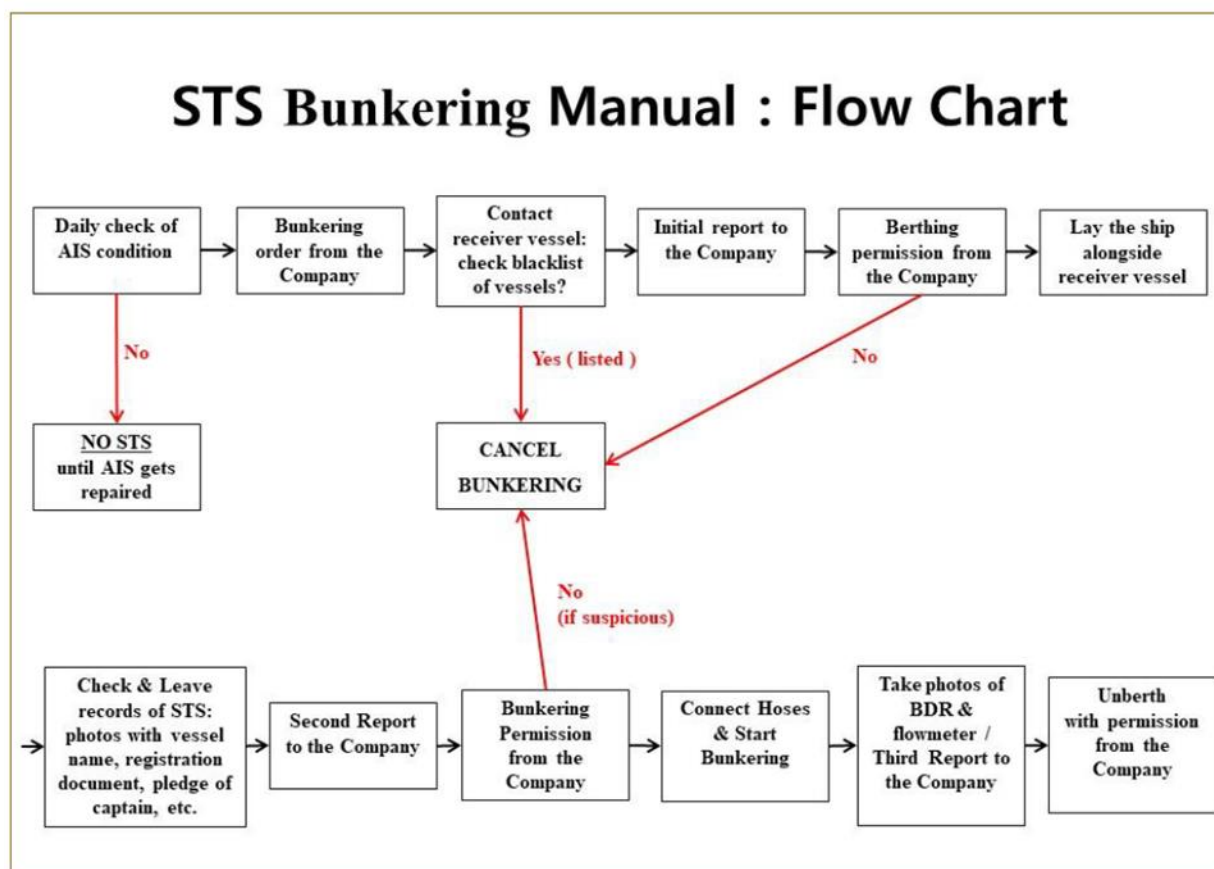 STS Bunkering Manual : Flow Chart
Daily check of
AIS condition
Bunkering
order from the
Company
Contact
receiver vessel:
check blacklist
of vessels?
Initial report to
the Company
Berthing
permission from
the Company
Lay the ship
alongside
receiver vessel
No
Yes ( listed )
No
NO STS
until AIS gets
repaired
CANCEL
BUNKERING
No
(if suspicious)
Check & Leave
records of STS:
photos with vessel
name, registration
document, pledge of
captain, etc.
Second Report
to the Company
Bunkering
Permission
from the
Company
Connect Hoses
& Start
Bunkering
Take photos of
BDR &
flowmeter /
Third Report to
the Company
Unberth
with permission
from the
Company